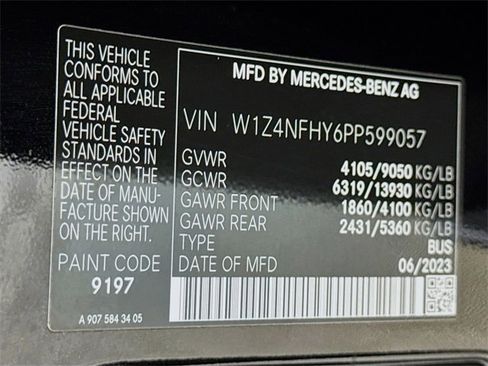 THIS VEHICLE
CONFORMS TO
ALL APPLICABLE
FEDERAL
VEHICLE SAFETY
STANDARDS IN
EFFECT ON THE
DATE OF MANU-
FACTURE SHOWN
ON THE RIGHT.
PAINT CODE
9197
A 907 584 34 05
MFD BY MERCEDES-BENZ AG
VIN W1Z4NFHY6PP599057
GVWR 4105/9050 KG/LB
GCWR 6319/13930 KG/LB
GAWR FRONT 1860/4100 KG/LB
GAWR REAR 2431/5360 KG/LB
TYPE BUS
DATE OF MFD 06/2023